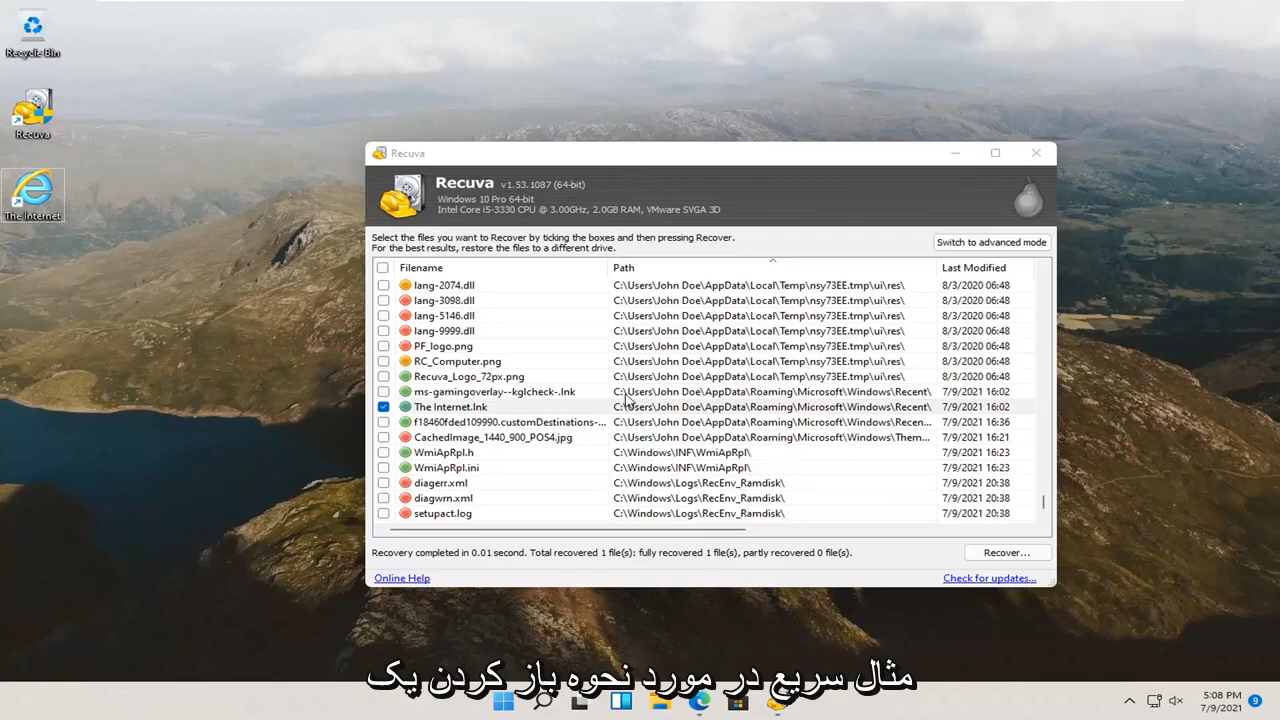 Recycle Bin
Recuva
The Internet
Recuva
Recuva v1.53.1087 (64-bit)
Windows 10 Pro 64-bit
Intel Core i5-3330 CPU @ 3.00GHz, 2.0GB RAM, VMware SVGA 3D
Select the files you want to Recover by ticking the boxes and then pressing Recover.
For the best results, restore the files to a different drive.
Switch to advanced mode
Filename Path Last Modified
lang-2074.dll C:\Users\John Doe\AppData\Local\Temp\nsy73EE.tmp\ui\res\ 8/3/2020 06:48
lang-3098.dll C:\Users\John Doe\AppData\Local\Temp\nsy73EE.tmp\ui\res\ 8/3/2020 06:48
lang-5146.dll C:\Users\John Doe\AppData\Local\Temp\nsy73EE.tmp\ui\res\ 8/3/2020 06:48
lang-9999.dll C:\Users\John Doe\AppData\Local\Temp\nsy73EE.tmp\ui\res\ 8/3/2020 06:48
PF_logo.png C:\Users\John Doe\AppData\Local\Temp\nsy73EE.tmp\ui\res\ 8/3/2020 06:48
RC_Computer.png C:\Users\John Doe\AppData\Local\Temp\nsy73EE.tmp\ui\res\ 8/3/2020 06:48
Recuva_Logo_72px.png C:\Users\John Doe\AppData\Local\Temp\nsy73EE.tmp\ui\res\ 8/3/2020 06:48
ms-gamingoverlay--kglcheck-.lnk C:\Users\John Doe\AppData\Roaming\Microsoft\Windows\Recent\ 7/9/2021 16:02
The Internet.lnk C:\Users\John Doe\AppData\Roaming\Microsoft\Windows\Recent\ 7/9/2021 16:02
f18460fded109990.customDestinations-... C:\Users\John Doe\AppData\Roaming\Microsoft\Windows\Recen... 7/9/2021 16:36
CachedImage_1440_900_POS4.jpg C:\Users\John Doe\AppData\Roaming\Microsoft\Windows\Them... 7/9/2021 16:21
WmiApRpl.h C:\Windows\INF\WmiApRpl\ 7/9/2021 16:23
WmiApRpl.ini C:\Windows\INF\WmiApRpl\ 7/9/2021 16:23
diagerr.xml C:\Windows\Logs\RecEnv_Ramdisk\ 7/9/2021 20:38
diagwrn.xml C:\Windows\Logs\RecEnv_Ramdisk\ 7/9/2021 20:38
setupact.log C:\Windows\Logs\RecEnv_Ramdisk\ 7/9/2021 20:38
Recovery completed in 0.01 second. Total recovered 1 file(s): fully recovered 1 file(s), partly recovered 0 file(s).
Recover...
Online Help
Check for updates...
مثال سریع در مورد نحوه باز کردن یک
5:08 PM
7/9/2021
9